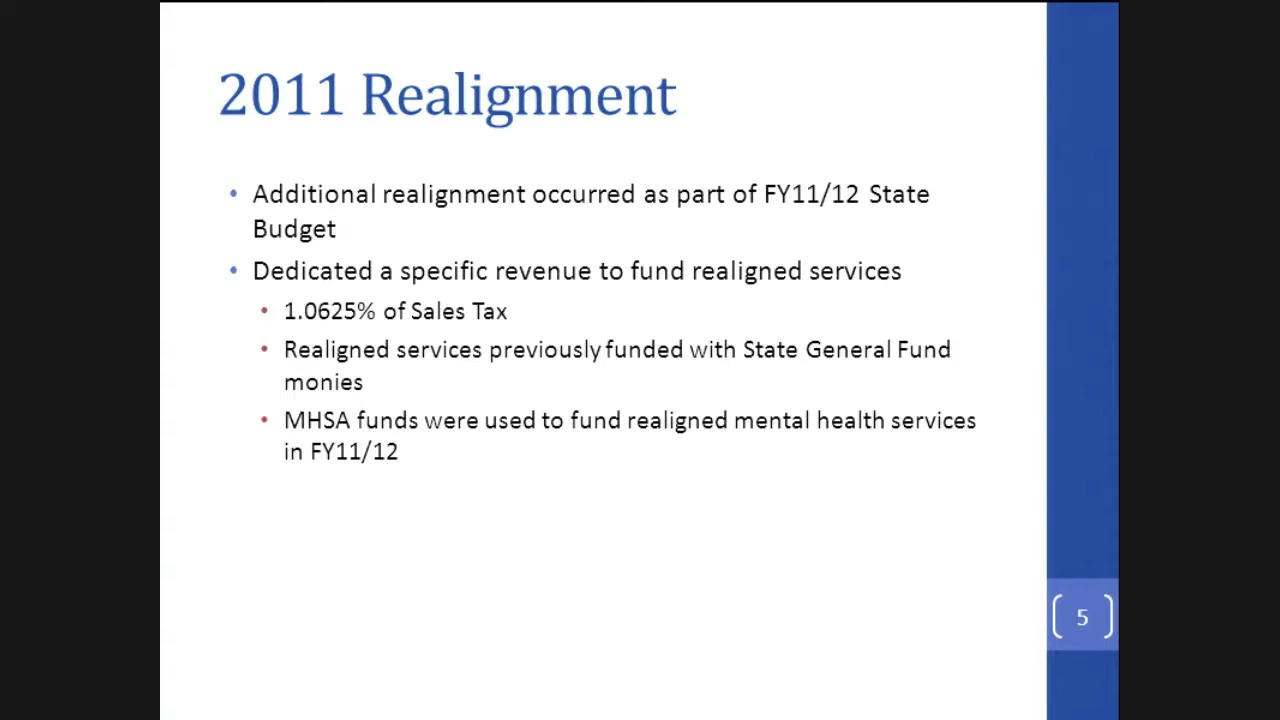 2011 Realignment
• Additional realignment occurred as part of FY11/12 State
Budget
• Dedicated a specific revenue to fund realigned services
• 1.0625% of Sales Tax
• Realigned services previously funded with State General Fund
monies
• MHSA funds were used to fund realigned mental health services
in FY11/12
5